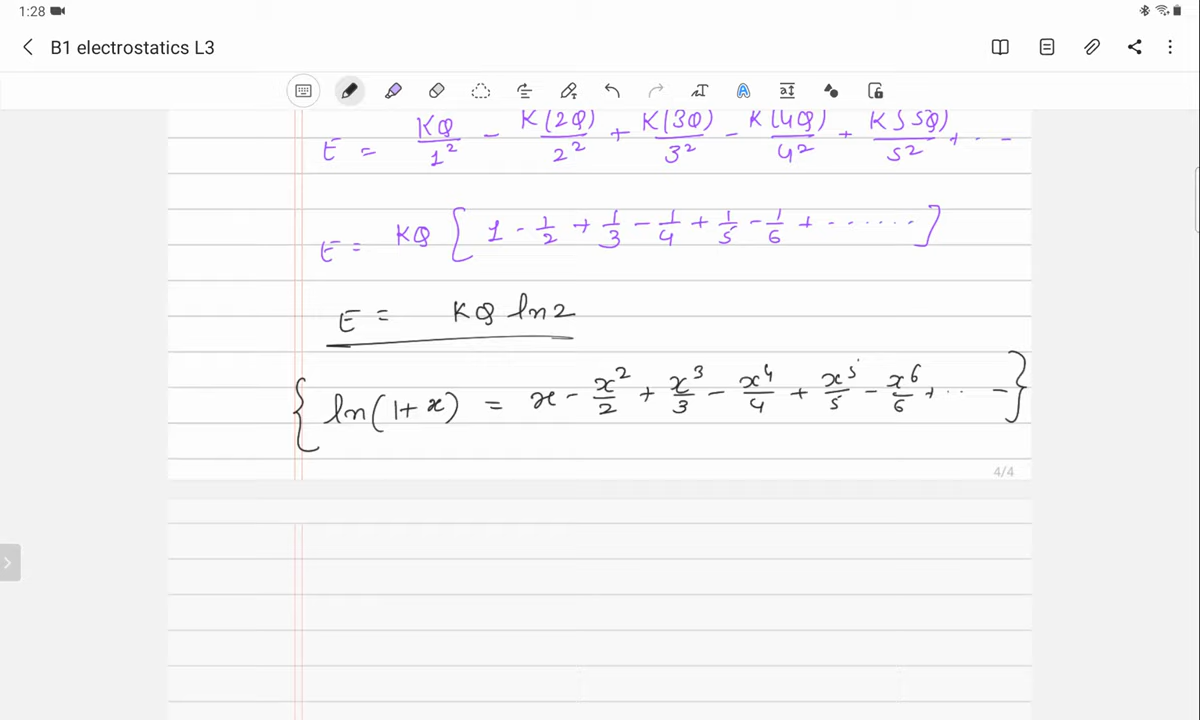 1:28
B1 electrostatics L3
E = KQ/1² - K(2Q)/2² + K(3Q)/3² - K(4Q)/4² + K(5Q)/5² + ...
E = KQ [ 1 - 1/2 + 1/3 - 1/4 + 1/5 - 1/6 + ....... ]
E = KQ ln2
{ ln(1+x) = x - x²/2 + x³/3 - x⁴/4 + x⁵/5 - x⁶/6 + ... }
4/4